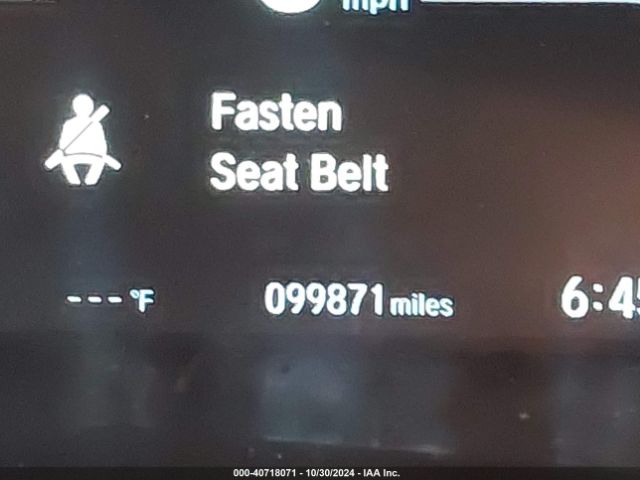 mph
Fasten
Seat Belt
---°F 099871 miles 6:45
000-40718071 - 10/30/2024 - IAA Inc.